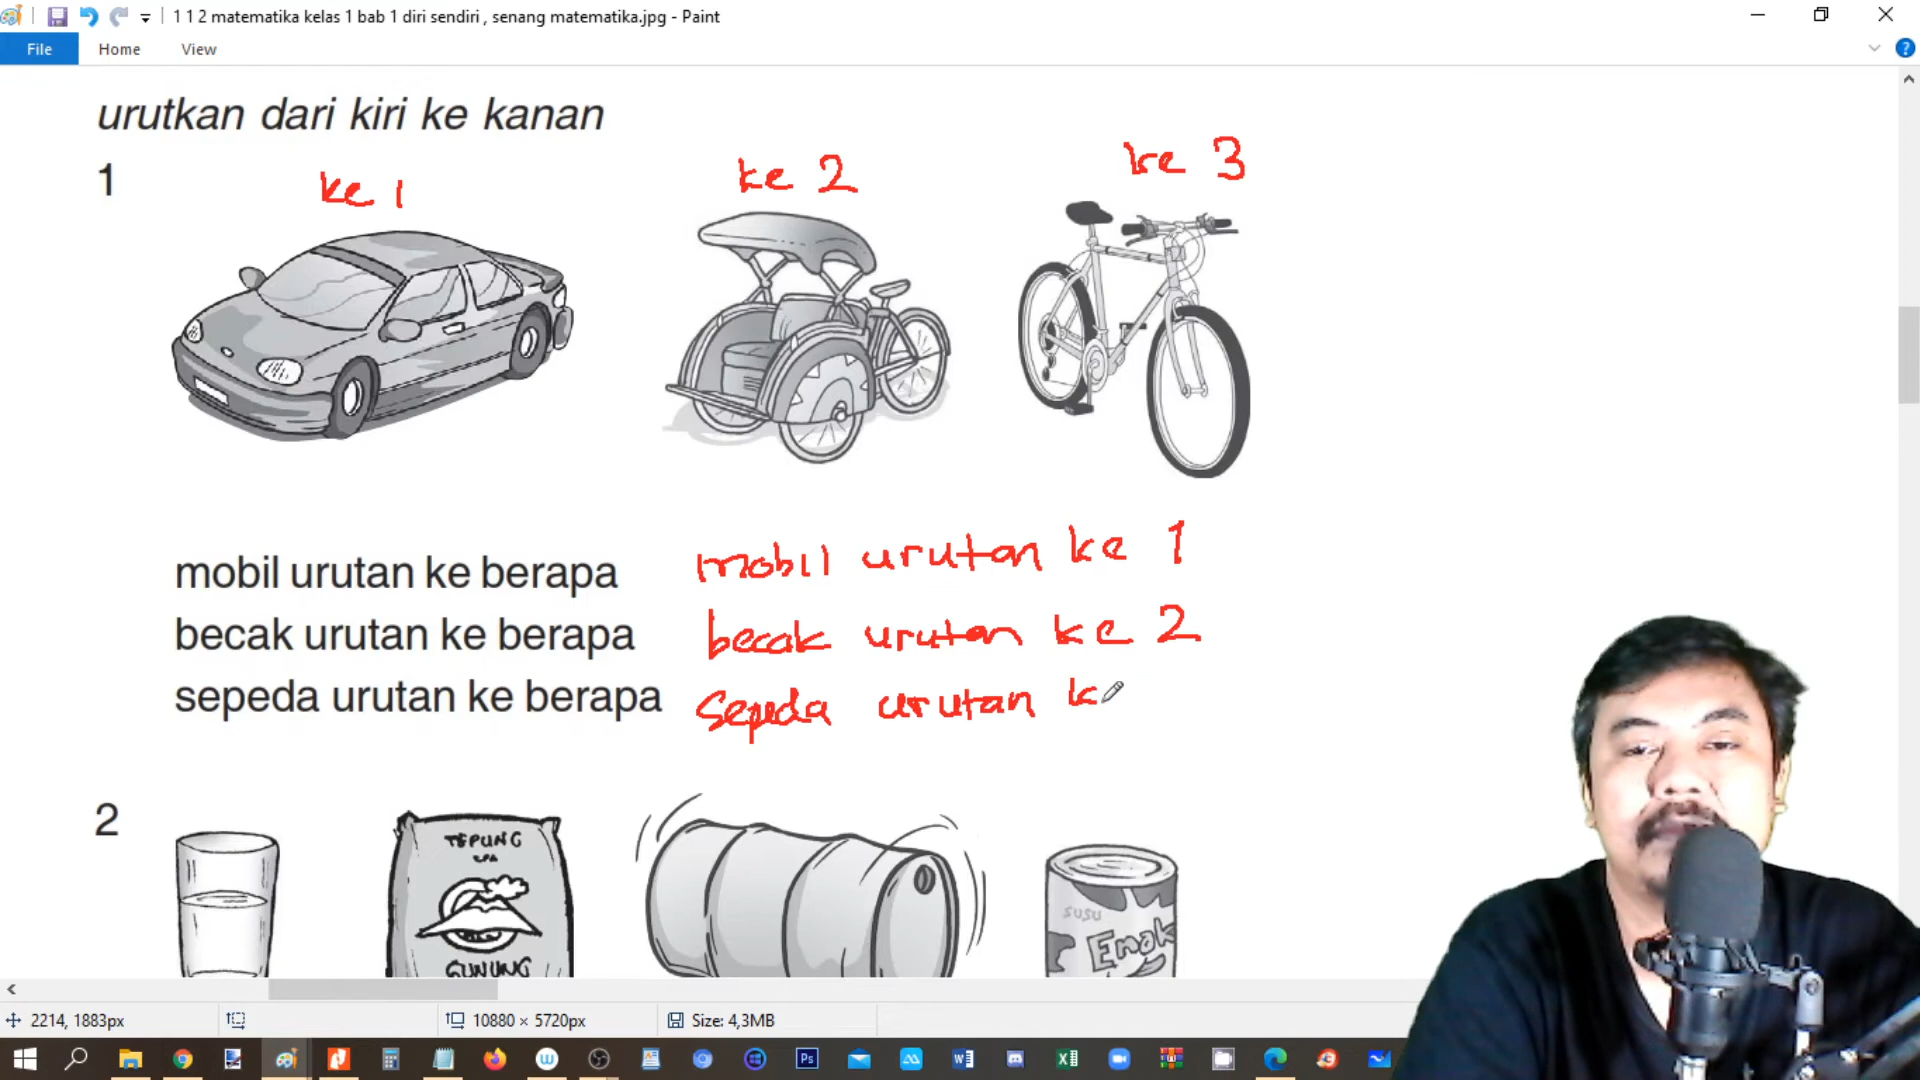 1 1 2 matematika kelas 1 bab 1 diri sendiri , senang matematika.jpg - Paint
File Home View
urutkan dari kiri ke kanan
1
ke 1 ke 2 ke 3
mobil urutan ke berapa mobil urutan ke 1
becak urutan ke berapa becak urutan ke 2
sepeda urutan ke berapa sepeda urutan k
2
TEPUNG
CPA
GUNUNG
SUSU
Enak
2214, 1883px 10880 × 5720px Size: 4,3MB